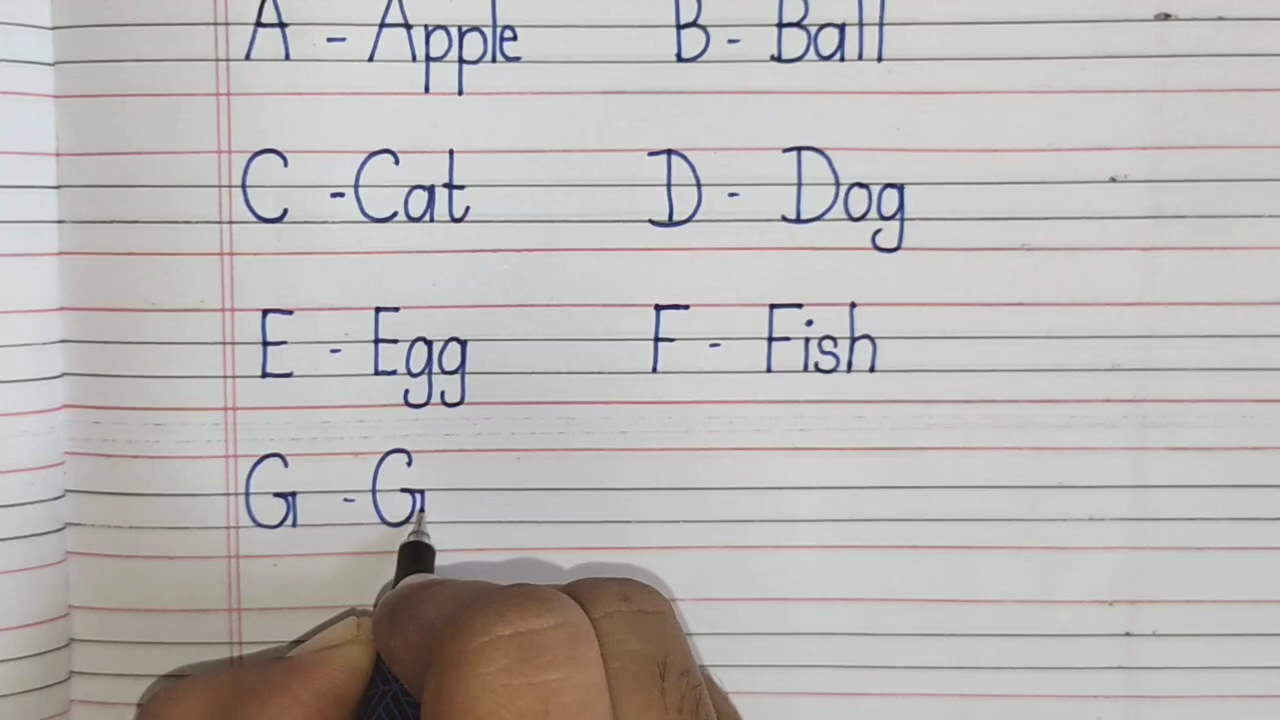 A - Apple B - Ball
C - Cat D - Dog
E - Egg F - Fish
G - G